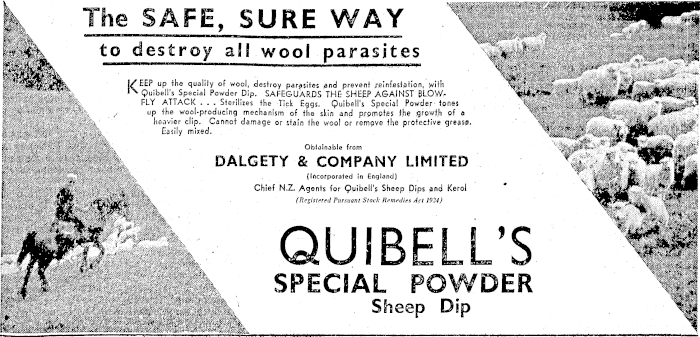 The SAFE, SURE WAY
to destroy all wool parasites
KEEP up the quality of wool, destroy parasites and prevent reinfestation, with
Quibell's Special Powder Dip. SAFEGUARDS THE SHEEP AGAINST BLOW-
FLY ATTACK . . . Sterilizes the Tick Eggs. Quibell's Special Powder tones
up the wool-producing mechanism of the skin and promotes the growth of a
heavier clip. Cannot damage or stain the wool or remove the protective grease.
Easily mixed.
Obtainable from
DALGETY & COMPANY LIMITED
(Incorporated in England)
Chief N.Z. Agents for Quibell's Sheep Dips and Kerol
(Registered Pursuant Stock Remedies Act 1934)
QUIBELL'S
SPECIAL POWDER
Sheep Dip